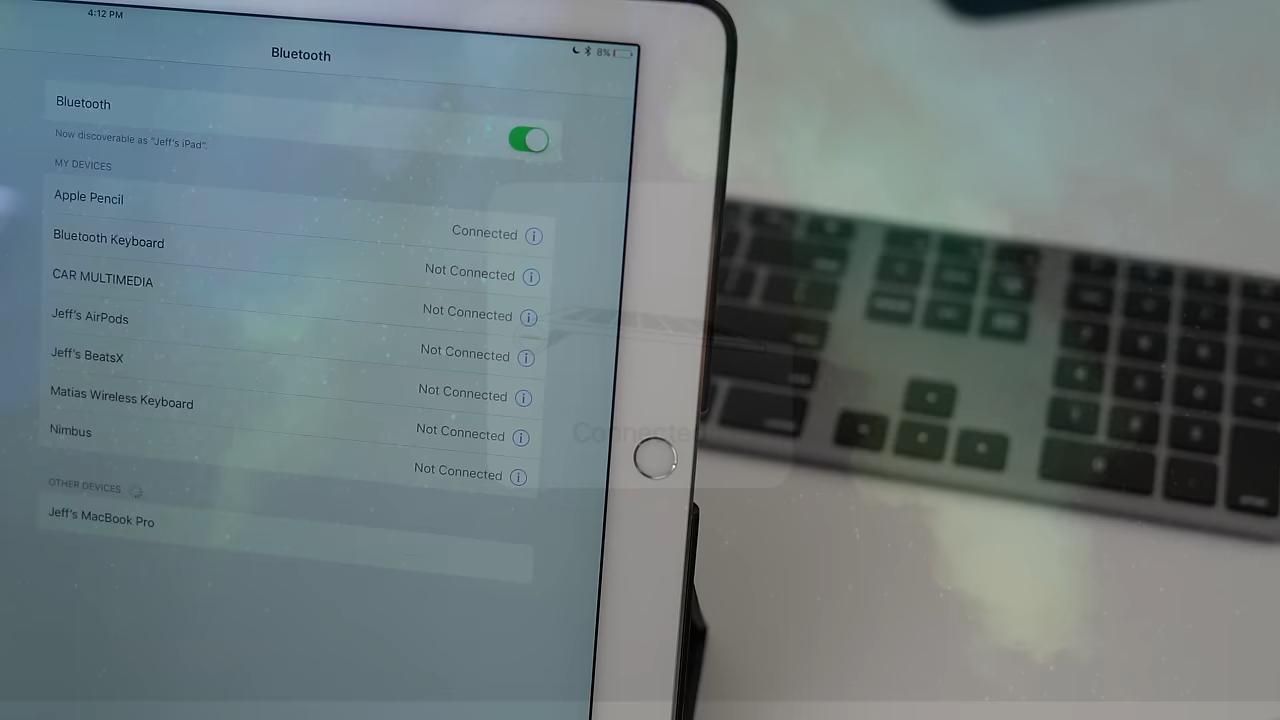 4:12 PM
8%
Bluetooth
Bluetooth
Now discoverable as "Jeff's iPad".
MY DEVICES
Apple Pencil Connected
Bluetooth Keyboard Not Connected
CAR MULTIMEDIA Not Connected
Jeff's AirPods Not Connected
Jeff's BeatsX Not Connected
Matias Wireless Keyboard Not Connected
Nimbus Not Connected
OTHER DEVICES
Jeff's MacBook Pro
Connected